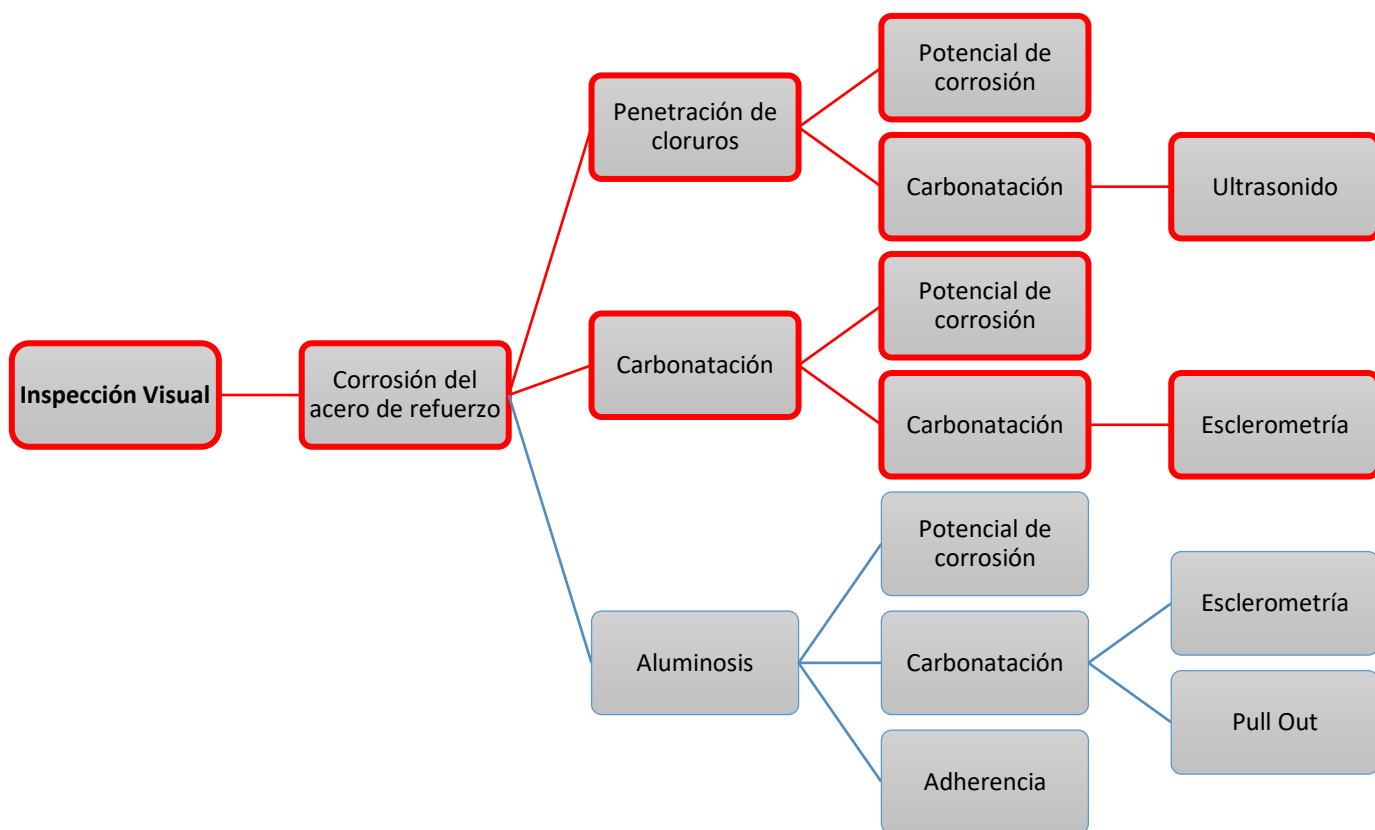 Inspección Visual
Corrosión del
acero de refuerzo
Penetración de
cloruros
Potencial de
corrosión
Carbonatación
Ultrasonido
Carbonatación
Potencial de
corrosión
Carbonatación
Esclerometría
Aluminosis
Potencial de
corrosión
Carbonatación
Esclerometría
Pull Out
Adherencia